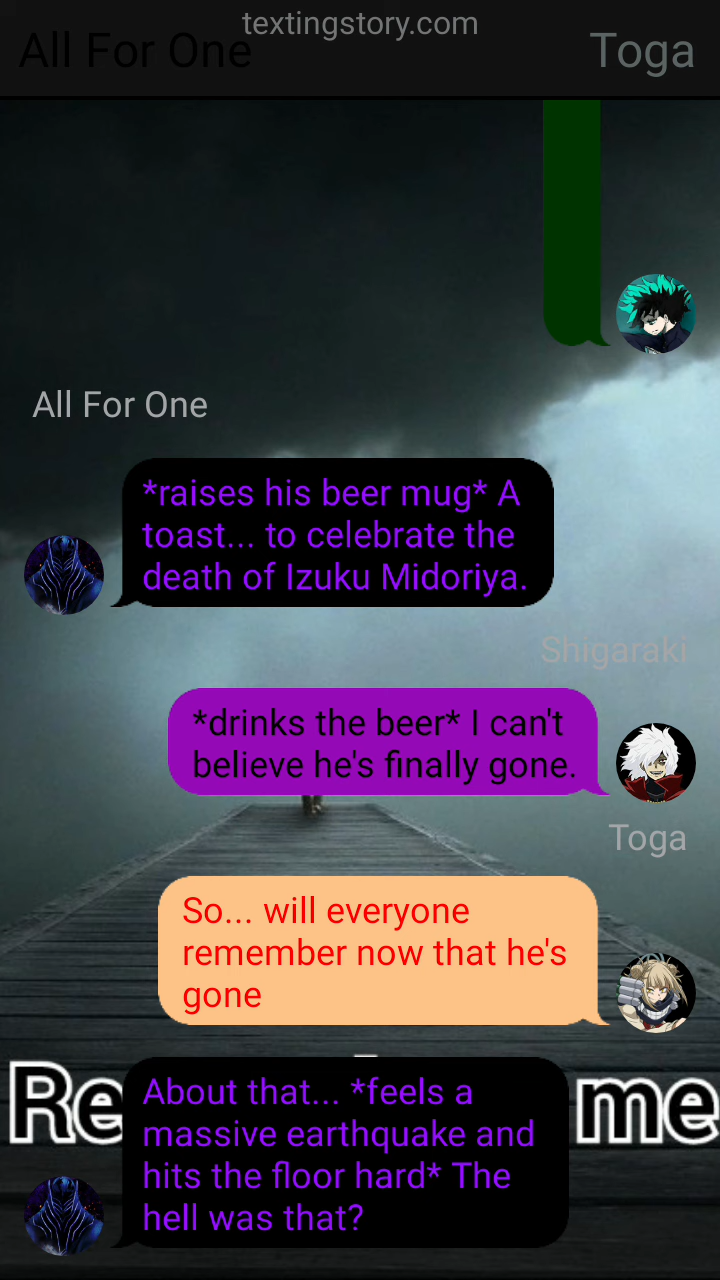 textingstory.com
All For One
Toga
All For One
*raises his beer mug* A
toast... to celebrate the
death of Izuku Midoriya.
Shigaraki
*drinks the beer* I can't
believe he's finally gone.
Toga
So... will everyone
remember now that he's
gone
me
About that... *feels a
massive earthquake and
hits the floor hard* The
hell was that?